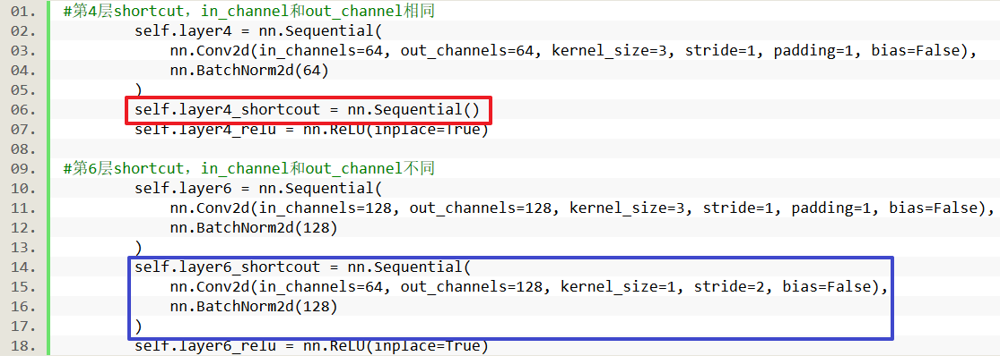 01. #第4层shortcut，in_channel和out_channel相同
02. self.layer4 = nn.Sequential(
03. nn.Conv2d(in_channels=64, out_channels=64, kernel_size=3, stride=1, padding=1, bias=False),
04. nn.BatchNorm2d(64)
05. )
06. self.layer4_shortcout = nn.Sequential()
07. self.layer4_relu = nn.ReLU(inplace=True)
08.
09. #第6层shortcut，in_channel和out_channel不同
10. self.layer6 = nn.Sequential(
11. nn.Conv2d(in_channels=128, out_channels=128, kernel_size=3, stride=1, padding=1, bias=False),
12. nn.BatchNorm2d(128)
13. )
14. self.layer6_shortcout = nn.Sequential(
15. nn.Conv2d(in_channels=64, out_channels=128, kernel_size=1, stride=2, bias=False),
16. nn.BatchNorm2d(128)
17. )
18. self.layer6_relu = nn.ReLU(inplace=True)